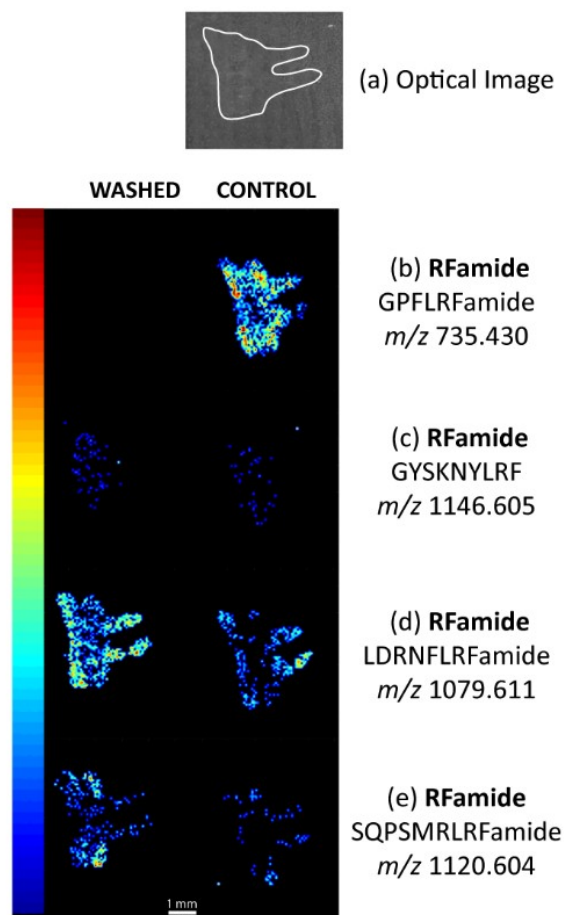 (a) Optical Image
WASHED CONTROL
(b) RFamide
GPFLRFamide
m/z 735.430
(c) RFamide
GYSKNYLRF
m/z 1146.605
(d) RFamide
LDRNFLRFamide
m/z 1079.611
(e) RFamide
SQPSMRLRFamide
m/z 1120.604
1 mm